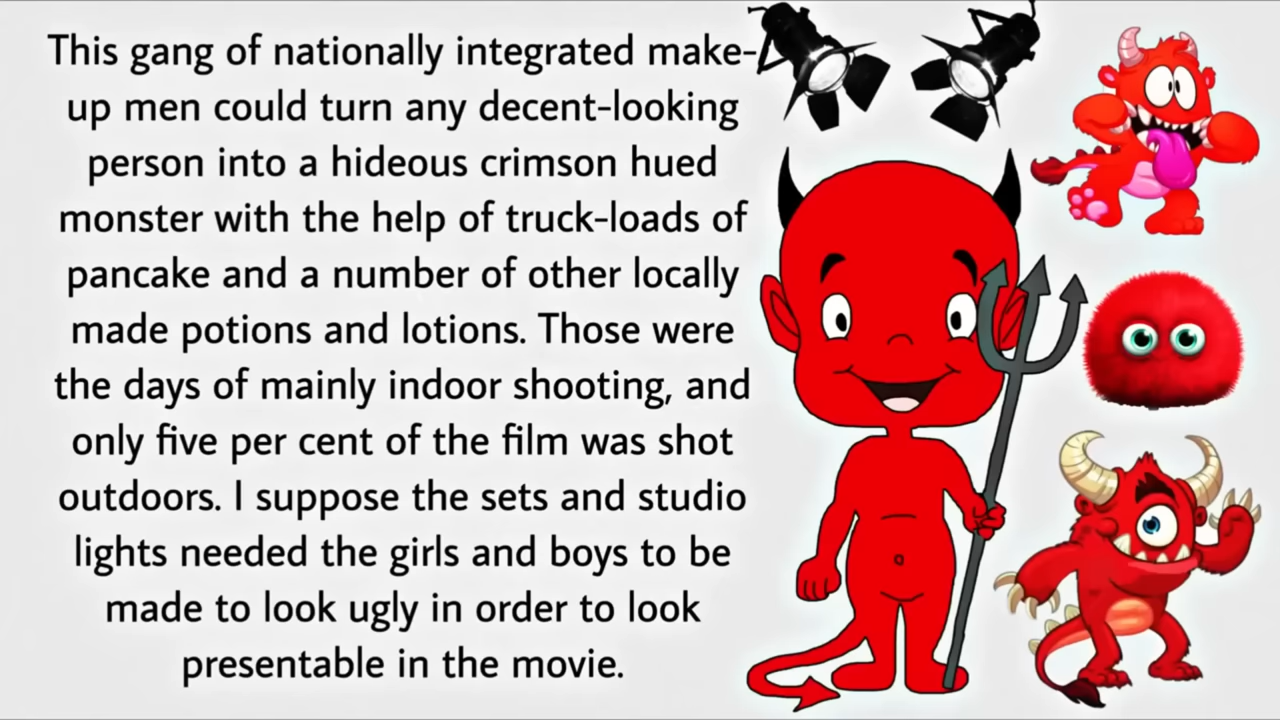 This gang of nationally integrated make-
up men could turn any decent-looking
person into a hideous crimson hued
monster with the help of truck-loads of
pancake and a number of other locally
made potions and lotions. Those were
the days of mainly indoor shooting, and
only five per cent of the film was shot
outdoors. I suppose the sets and studio
lights needed the girls and boys to be
made to look ugly in order to look
presentable in the movie.